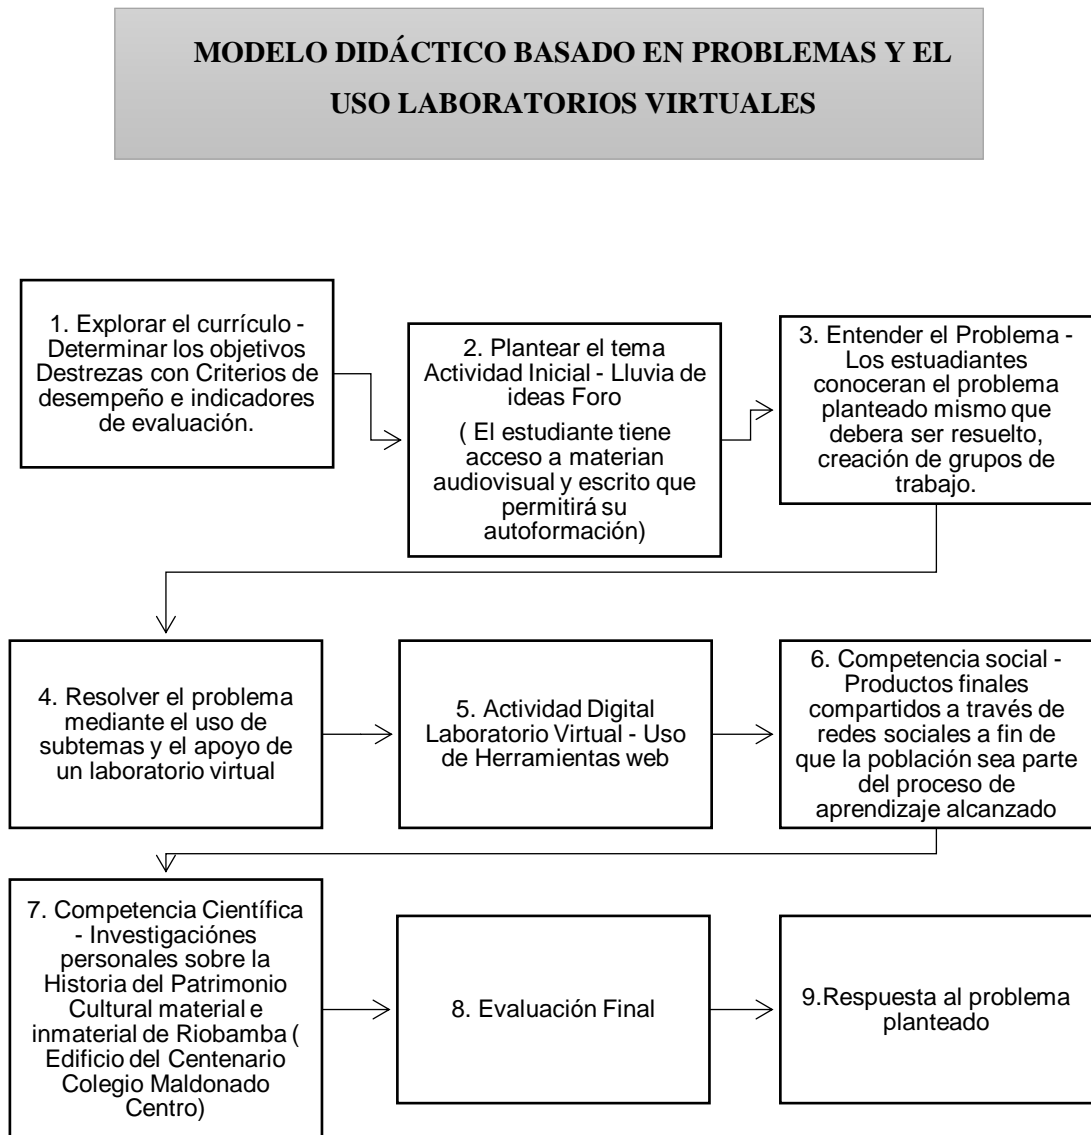 MODELO DIDÁCTICO BASADO EN PROBLEMAS Y EL
USO LABORATORIOS VIRTUALES
1. Explorar el currículo -
Determinar los objetivos
Destrezas con Criterios de
desempeño e indicadores
de evaluación.
2. Plantear el tema
Actividad Inicial - Lluvia de
ideas Foro
( El estudiante tiene
acceso a materian
audiovisual y escrito que
permitirá su
autoformación)
3. Entender el Problema -
Los estuadiantes
conoceran el problema
planteado mismo que
debera ser resuelto,
creación de grupos de
trabajo.
4. Resolver el problema
mediante el uso de
subtemas y el apoyo de
un laboratorio virtual
5. Actividad Digital
Laboratorio Virtual - Uso
de Herramientas web
6. Competencia social -
Productos finales
compartidos a través de
redes sociales a fin de
que la población sea parte
del proceso de
aprendizaje alcanzado
7. Competencia Científica
- Investigaciónes
personales sobre la
Historia del Patrimonio
Cultural material e
inmaterial de Riobamba (
Edificio del Centenario
Colegio Maldonado
Centro)
8. Evaluación Final
9.Respuesta al problema
planteado